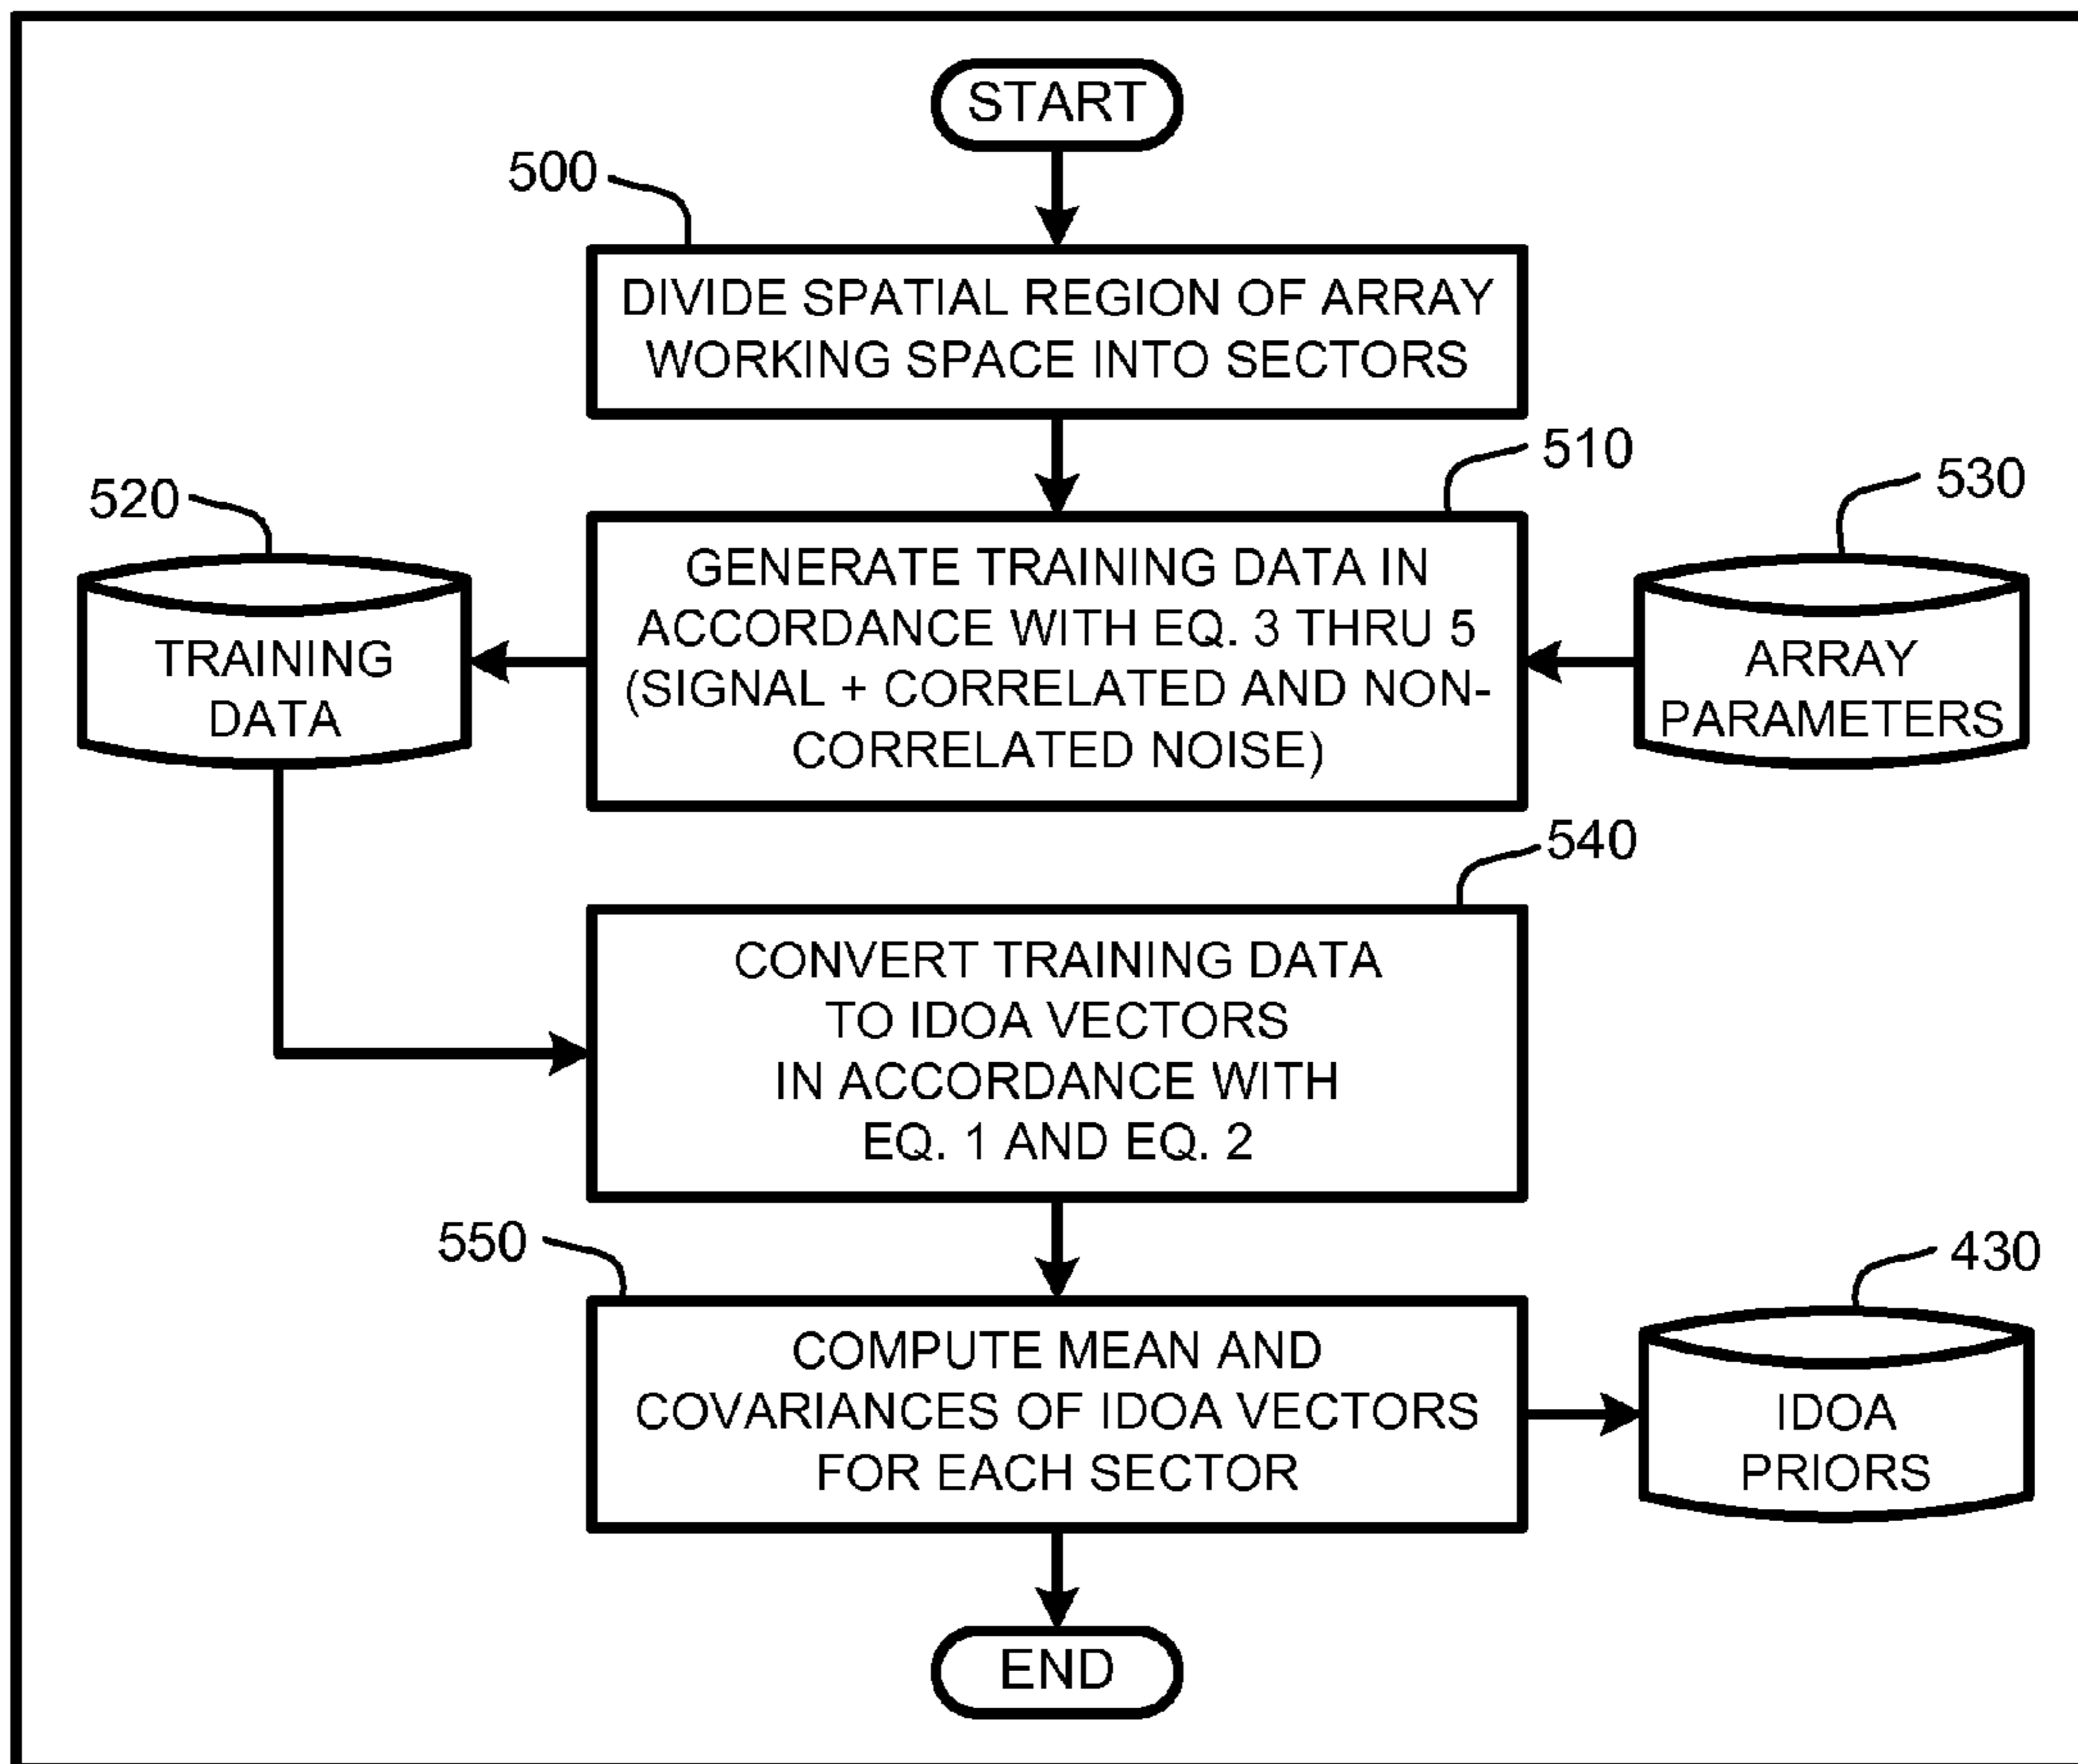 START
500
DIVIDE SPATIAL REGION OF ARRAY
WORKING SPACE INTO SECTORS
510
530
520
GENERATE TRAINING DATA IN
ACCORDANCE WITH EQ. 3 THRU 5
(SIGNAL + CORRELATED AND NON-
CORRELATED NOISE)
TRAINING
DATA
ARRAY
PARAMETERS
540
CONVERT TRAINING DATA
TO IDOA VECTORS
IN ACCORDANCE WITH
EQ. 1 AND EQ. 2
550
430
COMPUTE MEAN AND
COVARIANCES OF IDOA VECTORS
FOR EACH SECTOR
IDOA
PRIORS
END